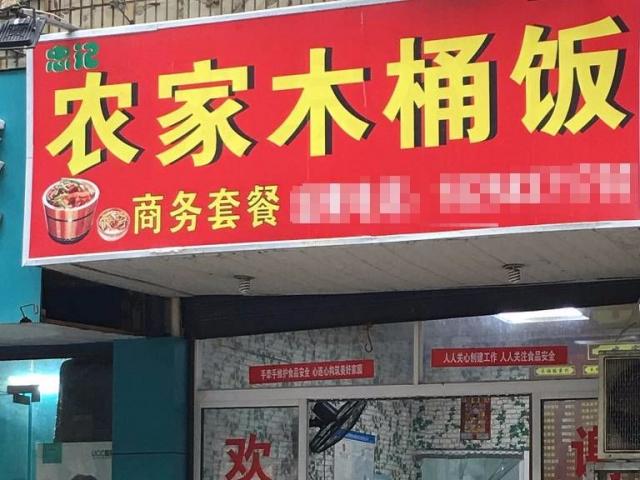 忠记
农家木桶饭
商务套餐
手牵手维护食品安全 心连心构筑美好家园
人人关心创建工作 人人关注食品安全
欢